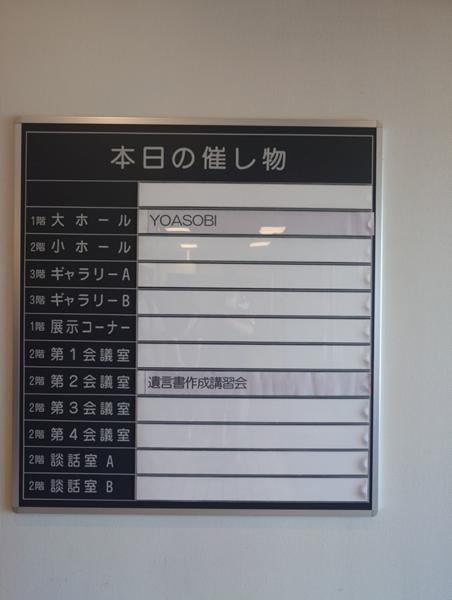 本日の催し物
1階 大ホール YOASOBI
2階 小ホール
3階 ギャラリーA
3階 ギャラリーB
1階 展示コーナー
2階 第1会議室
2階 第2会議室 遺言書作成講習会
2階 第3会議室
2階 第4会議室
2階 談話室 A
2階 談話室 B